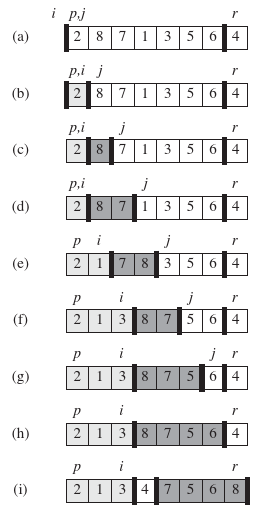 i p,j r
(a) 2 8 7 1 3 5 6 4
p,i j r
(b) 2 8 7 1 3 5 6 4
p,i j r
(c) 2 8 7 1 3 5 6 4
p,i j r
(d) 2 8 7 1 3 5 6 4
p i j r
(e) 2 1 7 8 3 5 6 4
p i j r
(f) 2 1 3 8 7 5 6 4
p i j r
(g) 2 1 3 8 7 5 6 4
p i r
(h) 2 1 3 8 7 5 6 4
p i r
(i) 2 1 3 4 7 5 6 8